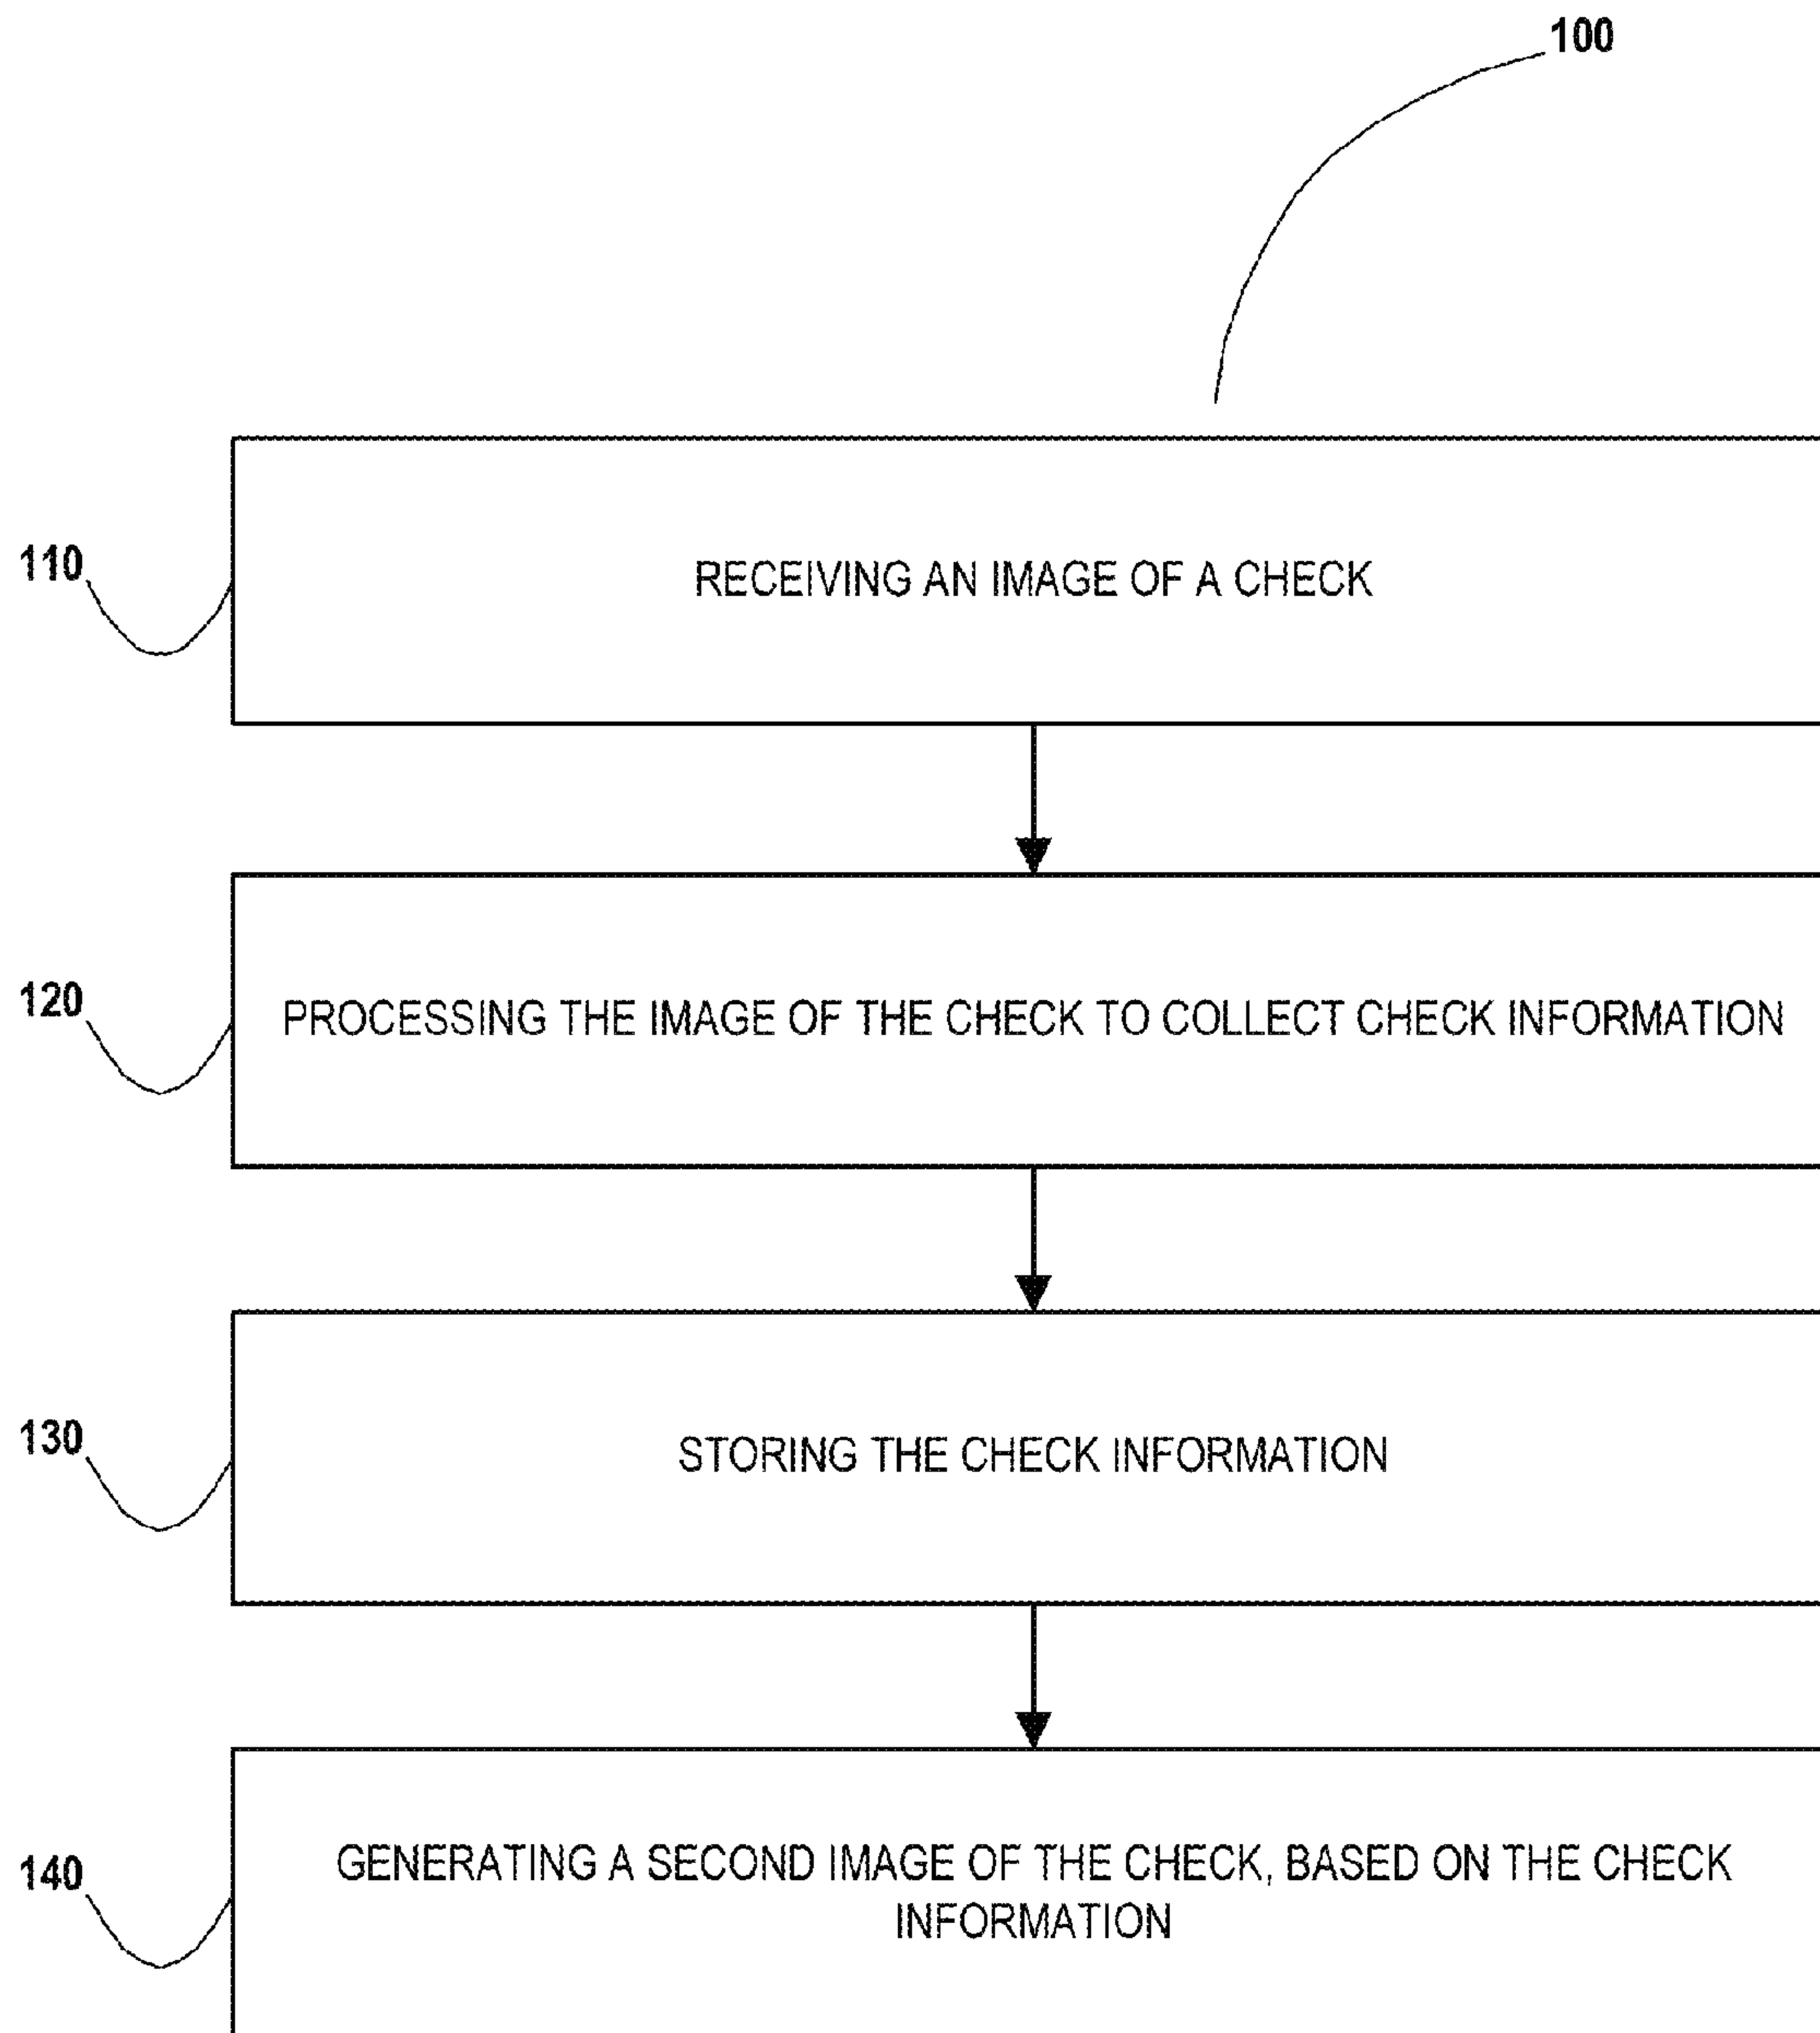 100
110
RECEIVING AN IMAGE OF A CHECK
120
PROCESSING THE IMAGE OF THE CHECK TO COLLECT CHECK INFORMATION
130
STORING THE CHECK INFORMATION
140
GENERATING A SECOND IMAGE OF THE CHECK, BASED ON THE CHECK
INFORMATION